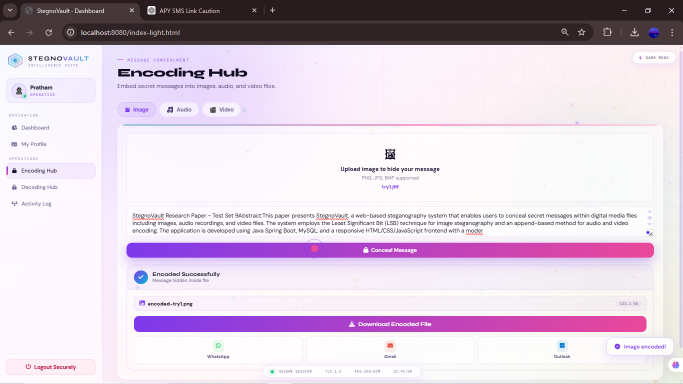 StegnoVault - Dashboard
APY SMS Link Caution
localhost:8080/index-light.html
STEGNOVAULT
INTELLIGENCE SUITE
Pratham
OPERATIVE
NAVIGATION
Dashboard
My Profile
OPERATIONS
Encoding Hub
Decoding Hub
Activity Log
Logout Securely
DARK MODE
MESSAGE CONCEALMENT
Encoding Hub
Embed secret messages into images, audio, and video files.
Image
Audio
Video
Upload image to hide your message
PNG, JPG, BMP supported
try1.jfif
StegnoVault Research Paper – Test Set 9AbstractThis paper presents StegnoVault, a web-based steganography system that enables users to conceal secret messages within digital media files
including images, audio recordings, and video files. The system employs the Least Significant Bit (LSB) technique for image steganography and an append-based method for audio and video
encoding. The application is developed using Java Spring Boot, MySQL, and a responsive HTML/CSS/JavaScript frontend with a moder
Conceal Message
Encoded Successfully
Message hidden inside file
encoded-try1.png
Download Encoded File
WhatsApp
Gmail
Outlook
Image encoded!
SECURE SESSION
TLS 1.3